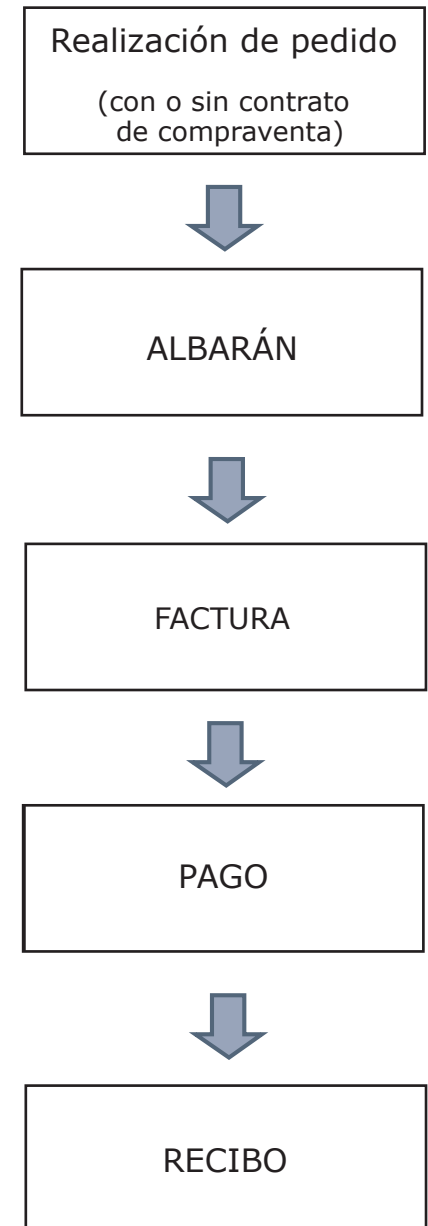 Realización de pedido
(con o sin contrato
de compraventa)
ALBARÁN
FACTURA
PAGO
RECIBO